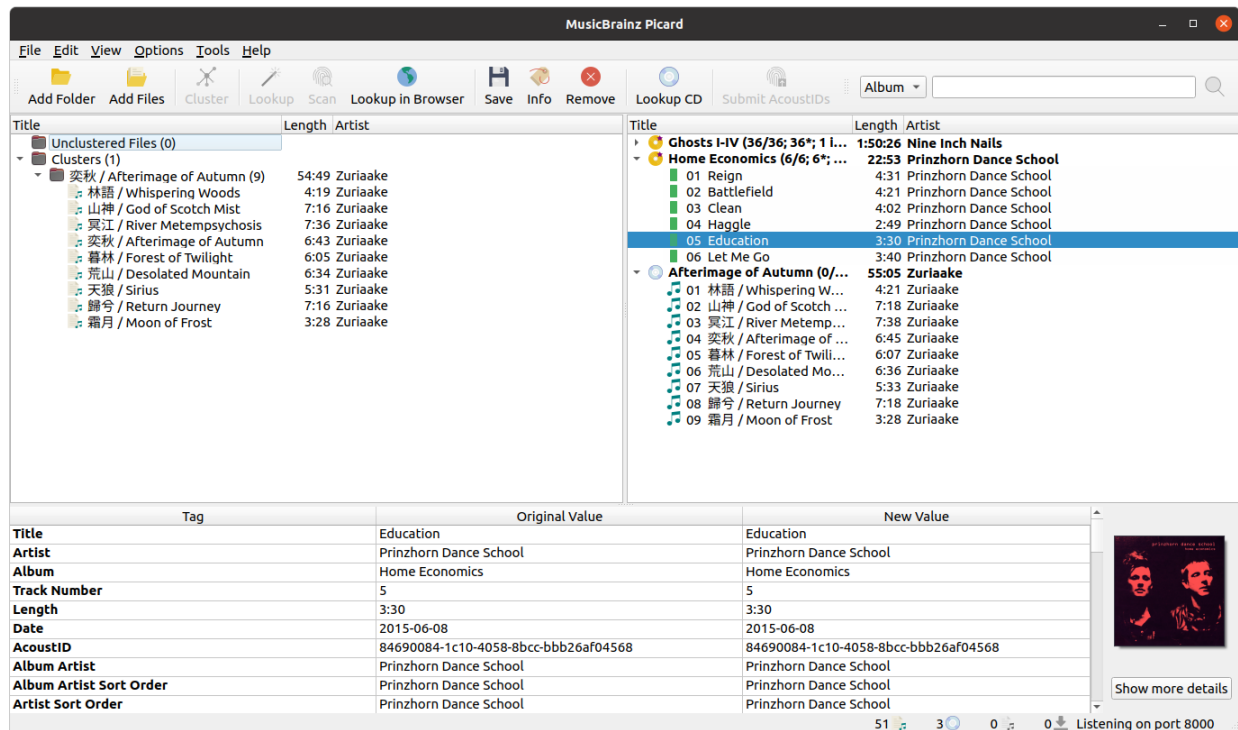 MusicBrainz Picard
File Edit View Options Tools Help
Add Folder Add Files Cluster Lookup Scan Lookup in Browser Save Info Remove Lookup CD Submit AcoustIDs Album
Title Length Artist
Unclustered Files (0)
Clusters (1)
奕秋 / Afterimage of Autumn (9) 54:49 Zuriaake
林語 / Whispering Woods 4:19 Zuriaake
山神 / God of Scotch Mist 7:16 Zuriaake
冥江 / River Metempsychosis 7:36 Zuriaake
奕秋 / Afterimage of Autumn 6:43 Zuriaake
暮林 / Forest of Twilight 6:05 Zuriaake
荒山 / Desolated Mountain 6:34 Zuriaake
天狼 / Sirius 5:31 Zuriaake
歸兮 / Return Journey 7:16 Zuriaake
霜月 / Moon of Frost 3:28 Zuriaake
Title Length Artist
Ghosts I-IV (36/36; 36*; 1 i... 1:50:26 Nine Inch Nails
Home Economics (6/6; 6*; ... 22:53 Prinzhorn Dance School
01 Reign 4:31 Prinzhorn Dance School
02 Battlefield 4:21 Prinzhorn Dance School
03 Clean 4:02 Prinzhorn Dance School
04 Haggle 2:49 Prinzhorn Dance School
05 Education 3:30 Prinzhorn Dance School
06 Let Me Go 3:40 Prinzhorn Dance School
Afterimage of Autumn (0/... 55:05 Zuriaake
01 林語 / Whispering W... 4:21 Zuriaake
02 山神 / God of Scotch ... 7:18 Zuriaake
03 冥江 / River Metemp... 7:38 Zuriaake
04 奕秋 / Afterimage of ... 6:45 Zuriaake
05 暮林 / Forest of Twili... 6:07 Zuriaake
06 荒山 / Desolated Mo... 6:36 Zuriaake
07 天狼 / Sirius 5:33 Zuriaake
08 歸兮 / Return Journey 7:18 Zuriaake
09 霜月 / Moon of Frost 3:28 Zuriaake
Tag Original Value New Value
Title Education Education
Artist Prinzhorn Dance School Prinzhorn Dance School
Album Home Economics Home Economics
Track Number 5 5
Length 3:30 3:30
Date 2015-06-08 2015-06-08
AcoustID 84690084-1c10-4058-8bcc-bbb26af04568 84690084-1c10-4058-8bcc-bbb26af04568
Album Artist Prinzhorn Dance School Prinzhorn Dance School
Album Artist Sort Order Prinzhorn Dance School Prinzhorn Dance School
Artist Sort Order Prinzhorn Dance School Prinzhorn Dance School
prinzhorn dance school
home economics
Show more details
51 3 0 0 Listening on port 8000